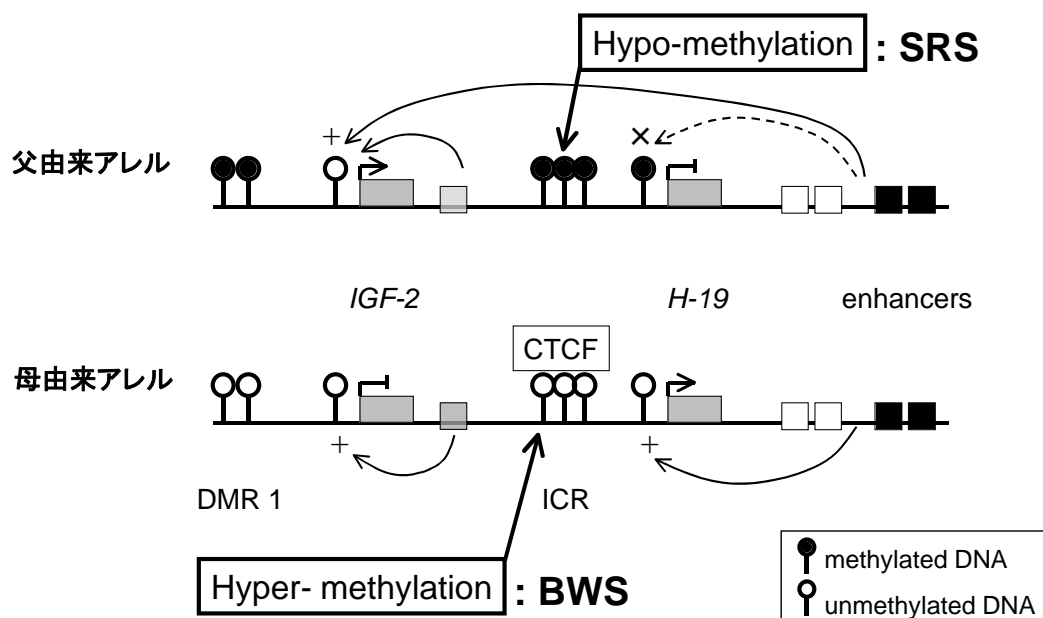 Hypo-methylation : SRS
+
×
父由来アレル
IGF-2 H-19 enhancers
CTCF
母由来アレル
+ +
DMR 1 ICR
Hyper- methylation : BWS
methylated DNA
unmethylated DNA